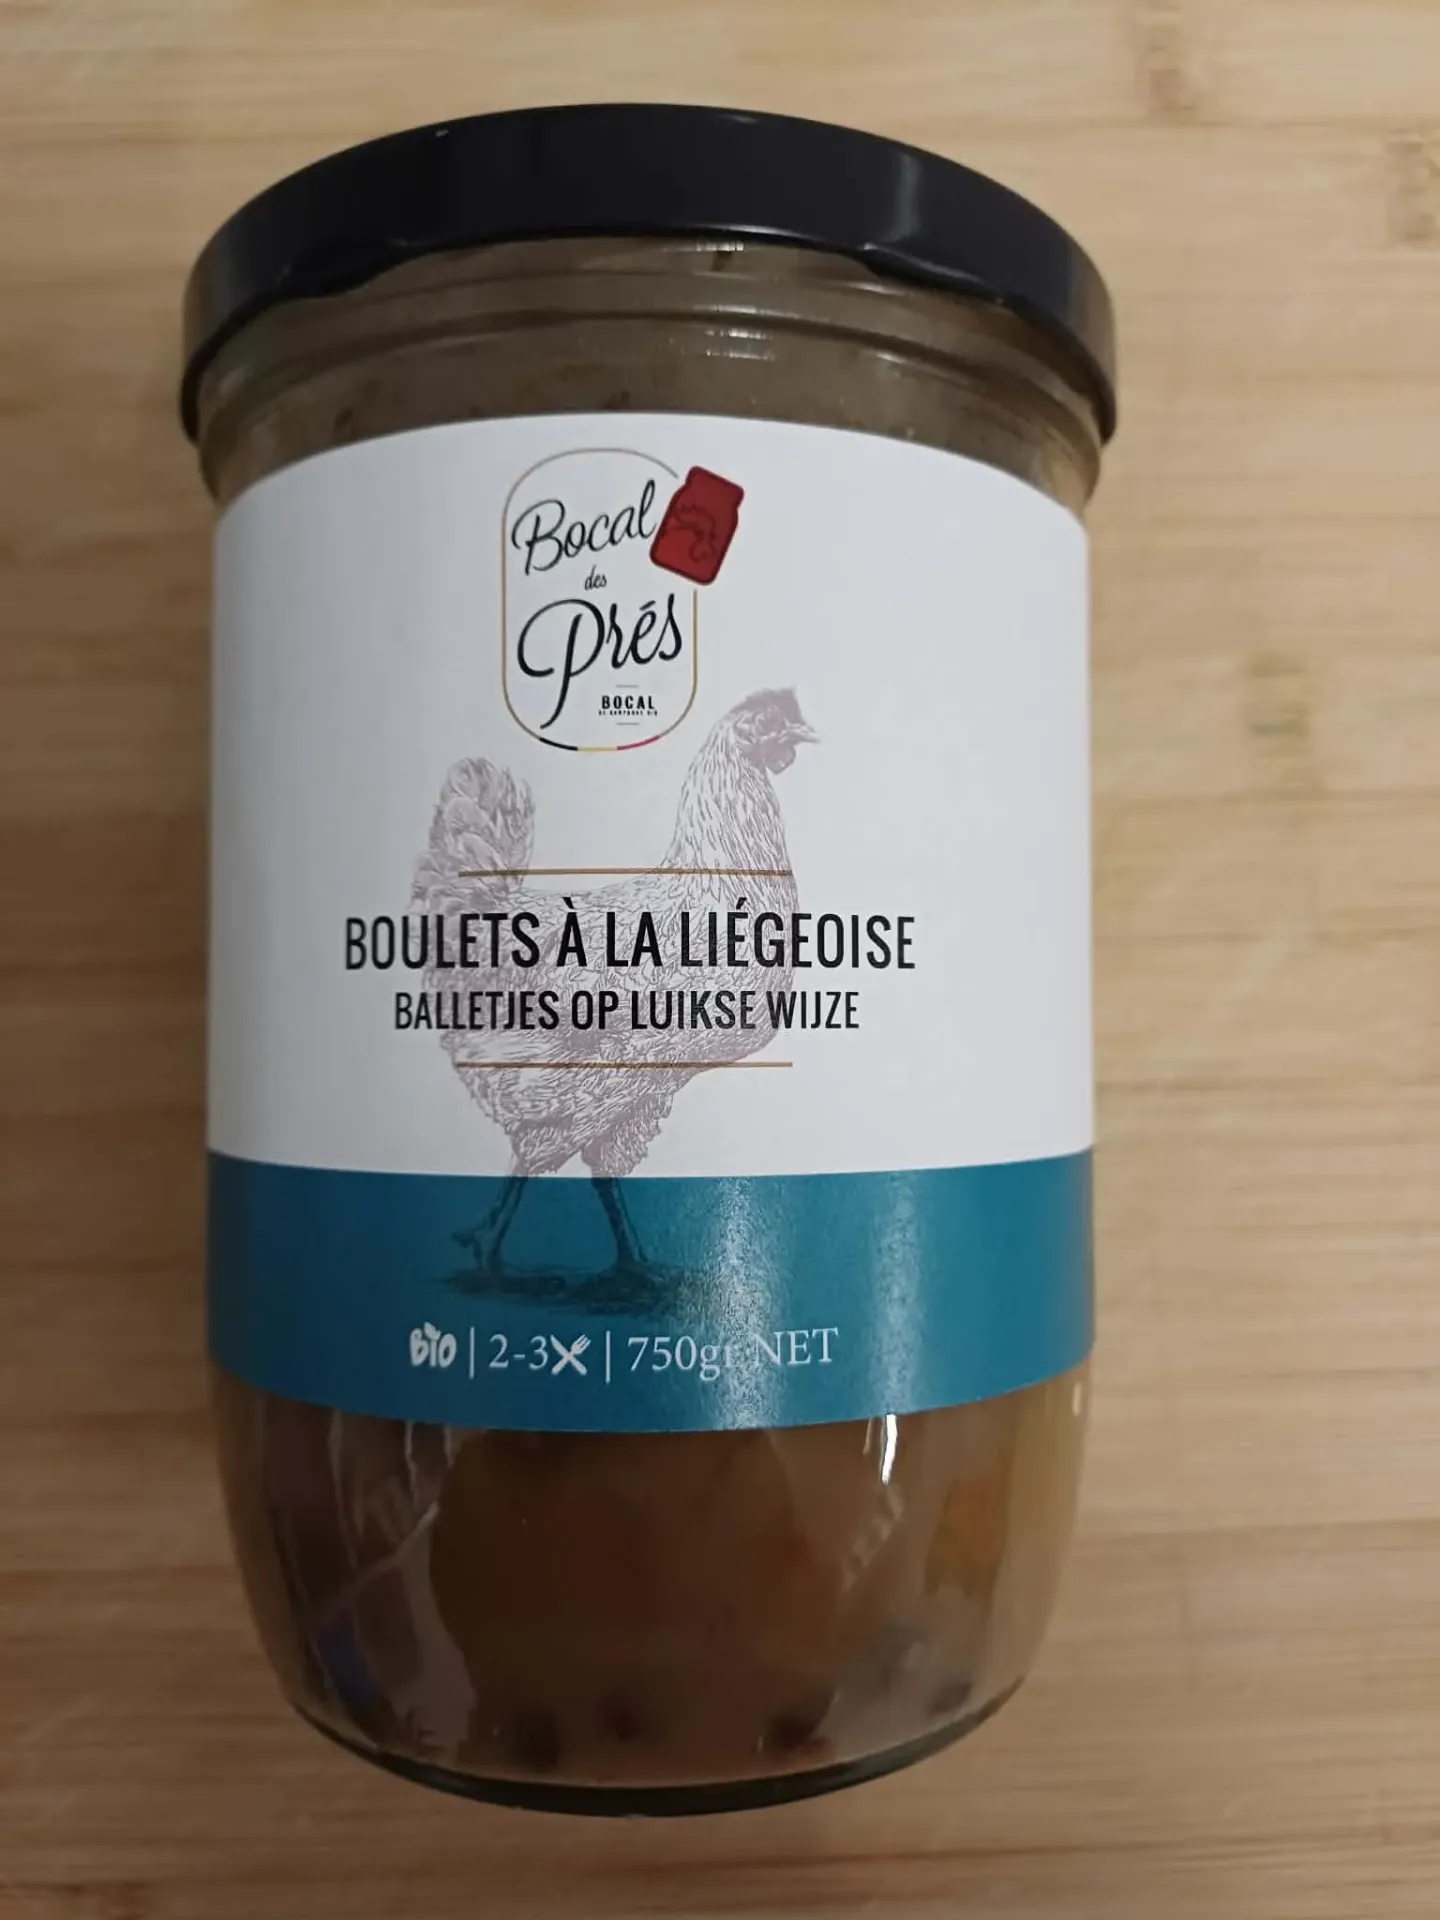 Bocal
des
Prés
BOCAL
BOULETS À LA LIÉGEOISE
BALLETJES OP LUIKSE WIJZE
BIO | 2-3 | 750gr NET